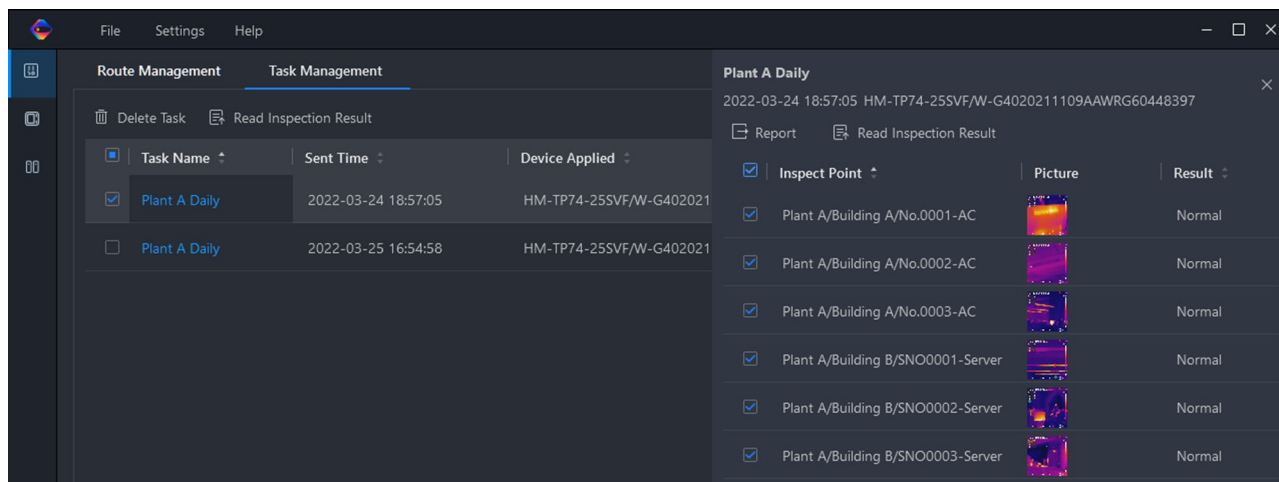 File Settings Help
Route Management Task Management
Delete Task Read Inspection Result
Task Name Sent Time Device Applied
Plant A Daily 2022-03-24 18:57:05 HM-TP74-25SVF/W-G402021
Plant A Daily 2022-03-25 16:54:58 HM-TP74-25SVF/W-G402021
Plant A Daily
2022-03-24 18:57:05 HM-TP74-25SVF/W-G4020211109AAWRG60448397
Report Read Inspection Result
Inspect Point Picture Result
Plant A/Building A/No.0001-AC Normal
Plant A/Building A/No.0002-AC Normal
Plant A/Building A/No.0003-AC Normal
Plant A/Building B/SNO0001-Server Normal
Plant A/Building B/SNO0002-Server Normal
Plant A/Building B/SNO0003-Server Normal